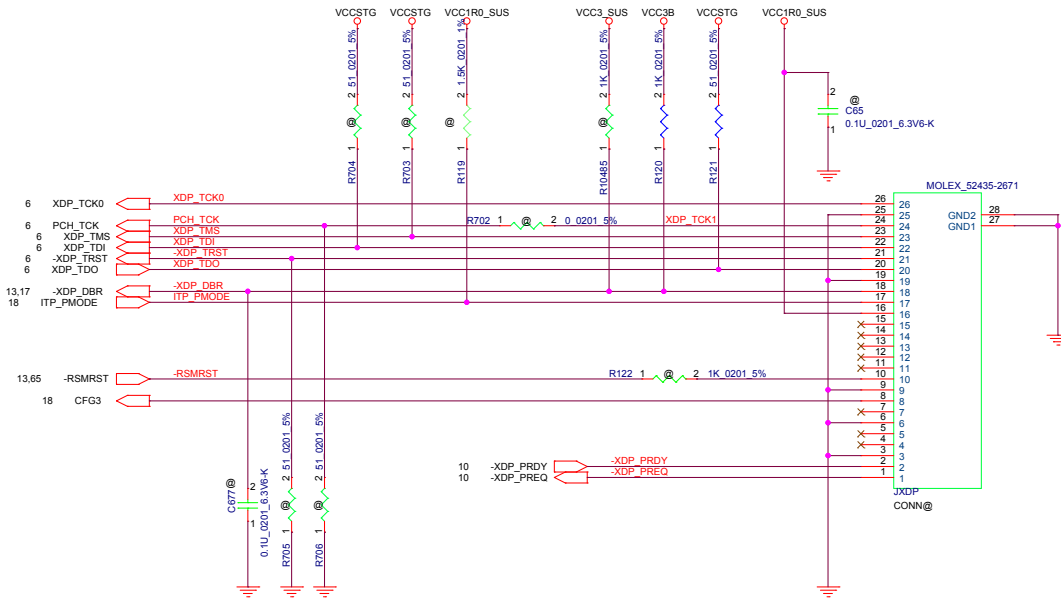 VCCSTG VCCSTG VCC1R0_SUS VCC3_SUS VCC3B VCCSTG VCC1R0_SUS
51_0201_5% 51_0201_5% 1.5K_0201_1% 1K_0201_5% 1K_0201_5% 51_0201_5%
2 2 2 2 2 2
@ @ @ @
1 1 1 1 1 1
R704 R703 R119 R10485 R120 R121
2 @
C65
0.1U_0201_6.3V6-K
1
MOLEX_52435-2671
6 XDP_TCK0 XDP_TCK0 26 26
25 25
6 PCH_TCK PCH_TCK R702 1 @ 2 0_0201_5% XDP_TCK1 24 24
6 XDP_TMS XDP_TMS 23 23
6 XDP_TDI XDP_TDI 22 22
6 -XDP_TRST -XDP_TRST 21 21
6 XDP_TDO XDP_TDO 20 20
19 19
13,17 -XDP_DBR -XDP_DBR 18 18
18 ITP_PMODE ITP_PMODE 17 17
16 16
15 15
14 14
13 13
12 12
11 11
13,65 -RSMRST -RSMRST R122 1 @ 2 1K_0201_5% 10 10
9 9
18 CFG3 8 8
7 7
6 6
5 5
4 4
3 3
10 -XDP_PRDY -XDP_PRDY 2 2
10 -XDP_PREQ -XDP_PREQ 1 1
GND2 28
GND1 27
JXDP
CONN@
C677 @ 2 1 0.1U_0201_6.3V6-K
51_0201_5% 2 @ 1 R705
51_0201_5% 2 @ 1 R706